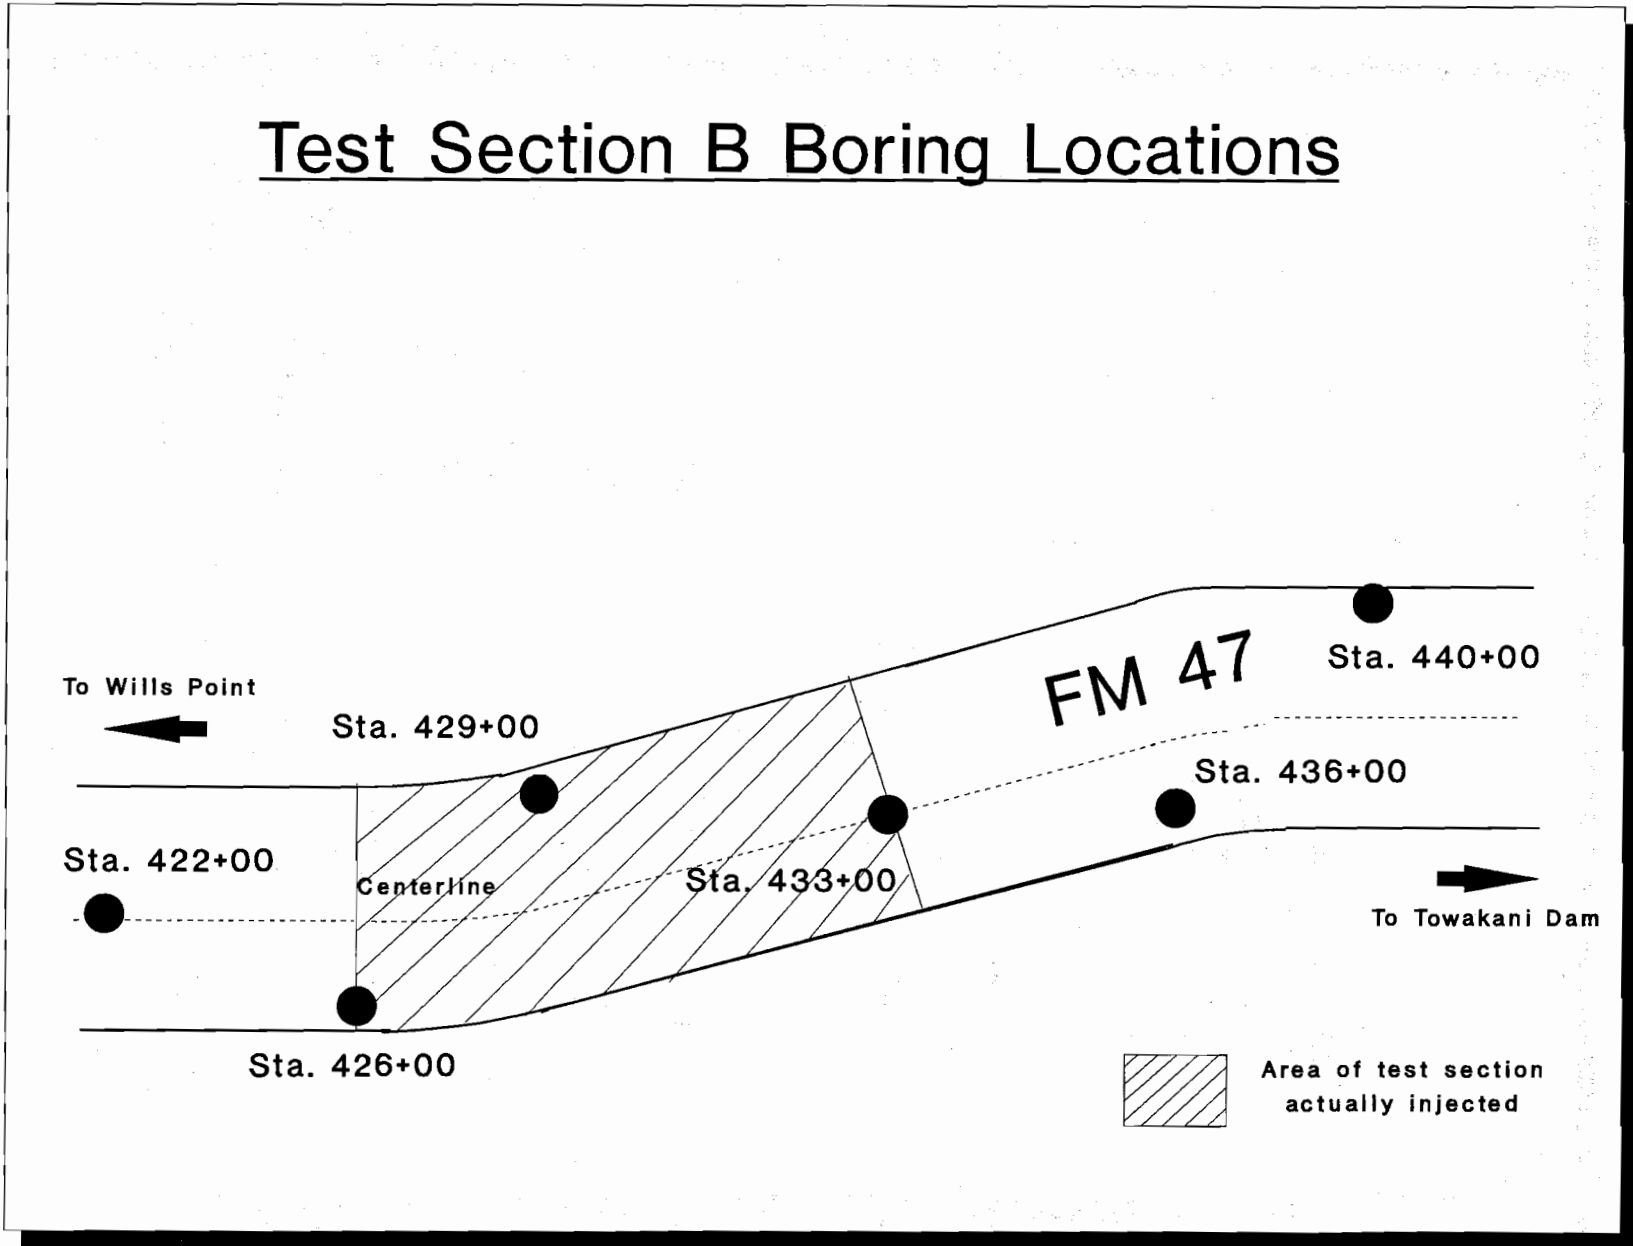 Test Section B Boring Locations
FM 47
Sta. 440+00
To Wills Point
Sta. 429+00
Sta. 436+00
Sta. 422+00
Centerline
Sta. 433+00
To Towakani Dam
Sta. 426+00
Area of test section
actually injected